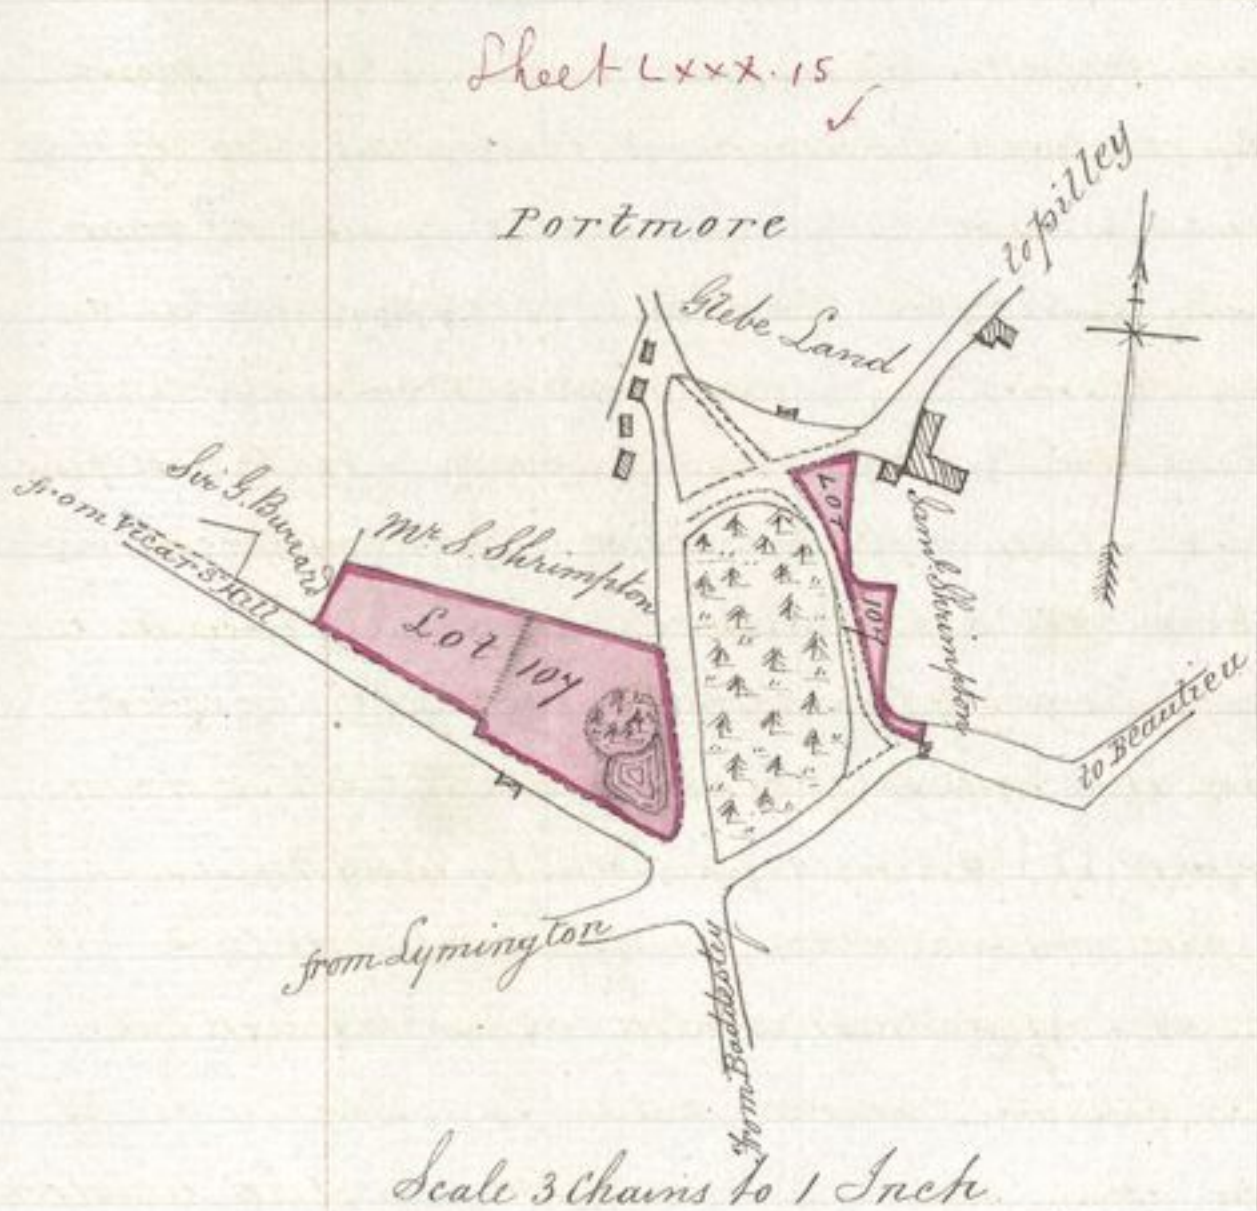 Sheet LXXX.15
Portmore
to pilley
Glebe Land
Sir G. Burrard
from Vicar's Hill
Mr. S. Shrimpton
Lot 107
Lot 107
Saml. Shrimpton
to Beaulieu
from Lymington
from Baddesley
Scale 3 Chains to 1 Inch